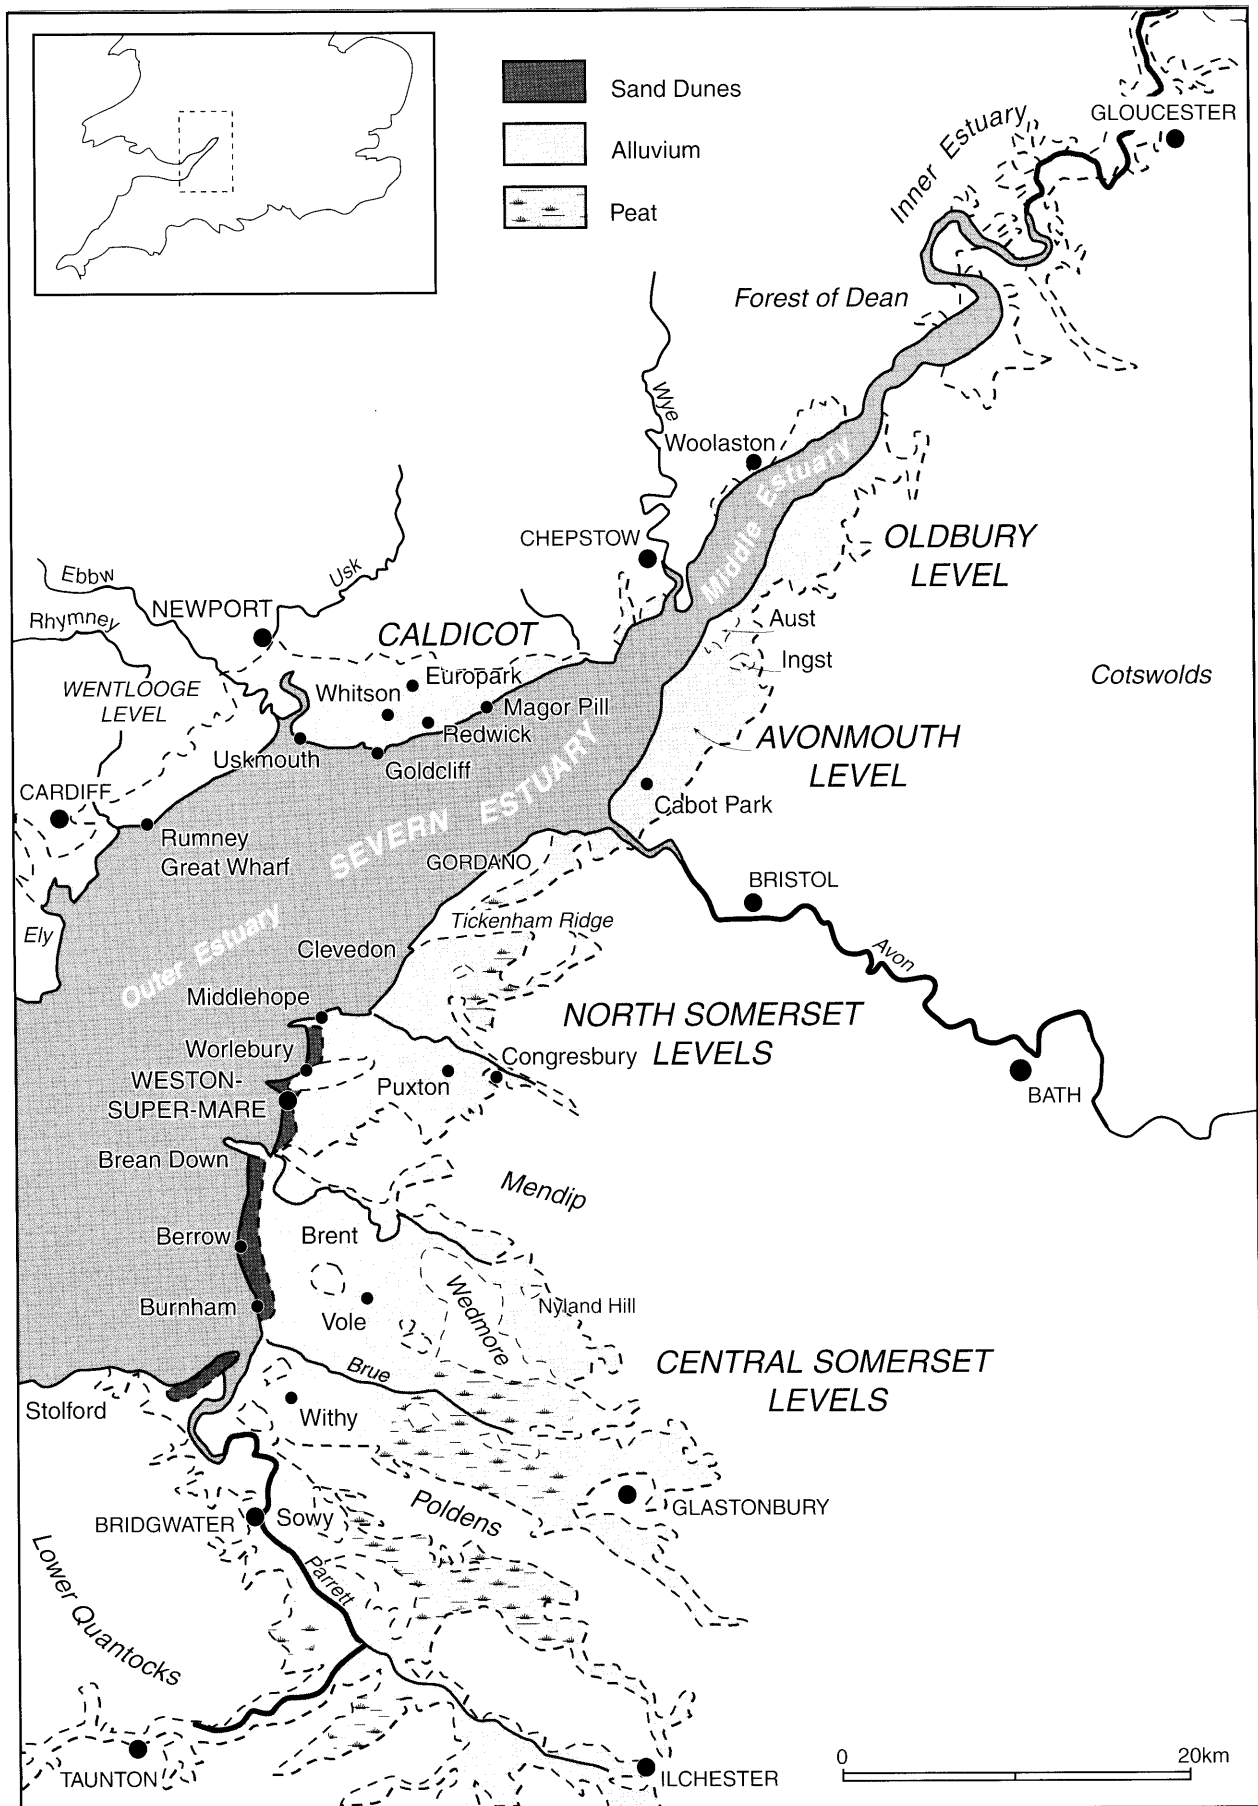 Sand Dunes
Alluvium
Peat
GLOUCESTER
Inner Estuary
Forest of Dean
Wye
Woolaston
Middle Estuary
CHEPSTOW
OLDBURY
LEVEL
Ebbw
Usk
Rhymney
NEWPORT
CALDICOT
Aust
Ingst
Cotswolds
WENTLOOGE
LEVEL
Whitson
Europark
Magor Pill
Redwick
Uskmouth
Goldcliff
AVONMOUTH
LEVEL
CARDIFF
Cabot Park
Rumney
Great Wharf
SEVERN ESTUARY
GORDANO
BRISTOL
Ely
Outer Estuary
Tickenham Ridge
Clevedon
Avon
Middlehope
NORTH SOMERSET
LEVELS
Worlebury
Congresbury
WESTON-
SUPER-MARE
Puxton
BATH
Brean Down
Mendip
Berrow
Brent
Burnham
Vole
Wedmore
Nyland Hill
Brue
CENTRAL SOMERSET
LEVELS
Stolford
Withy
Poldens
GLASTONBURY
BRIDGWATER
Sowy
Parrett
Lower Quantocks
TAUNTON
ILCHESTER
0
20km